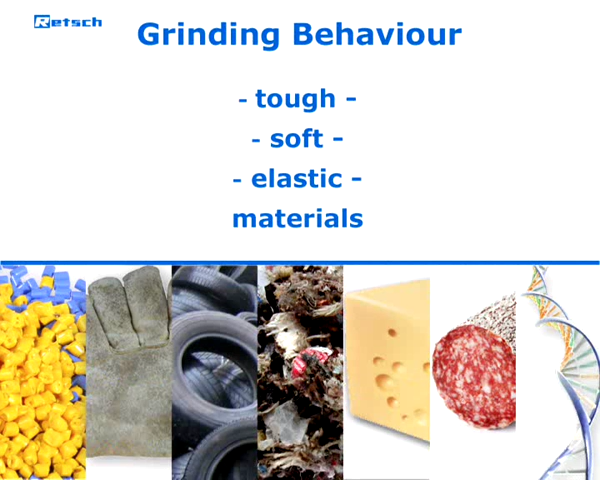 Retsch
Grinding Behaviour
- tough -
- soft -
- elastic -
materials